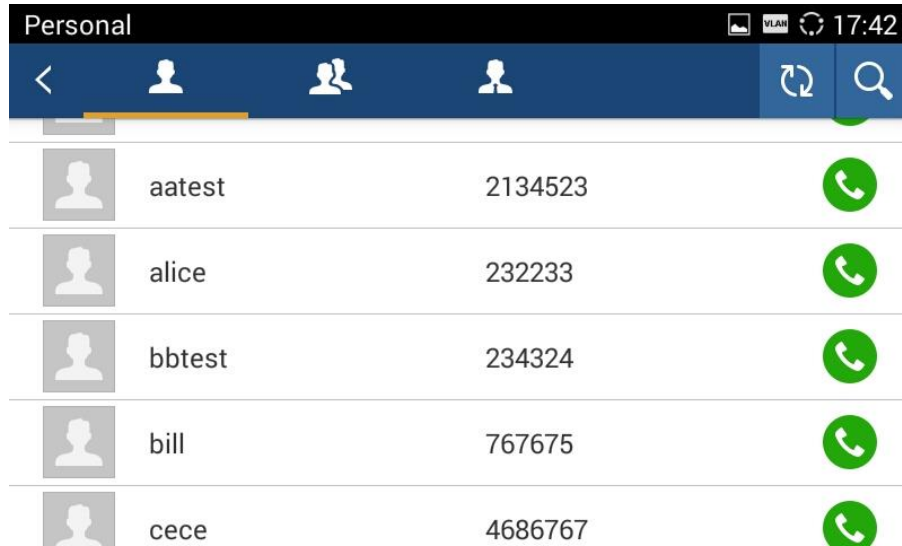 Personal VLAN 17:42
aatest 2134523
alice 232233
bbtest 234324
bill 767675
cece 4686767